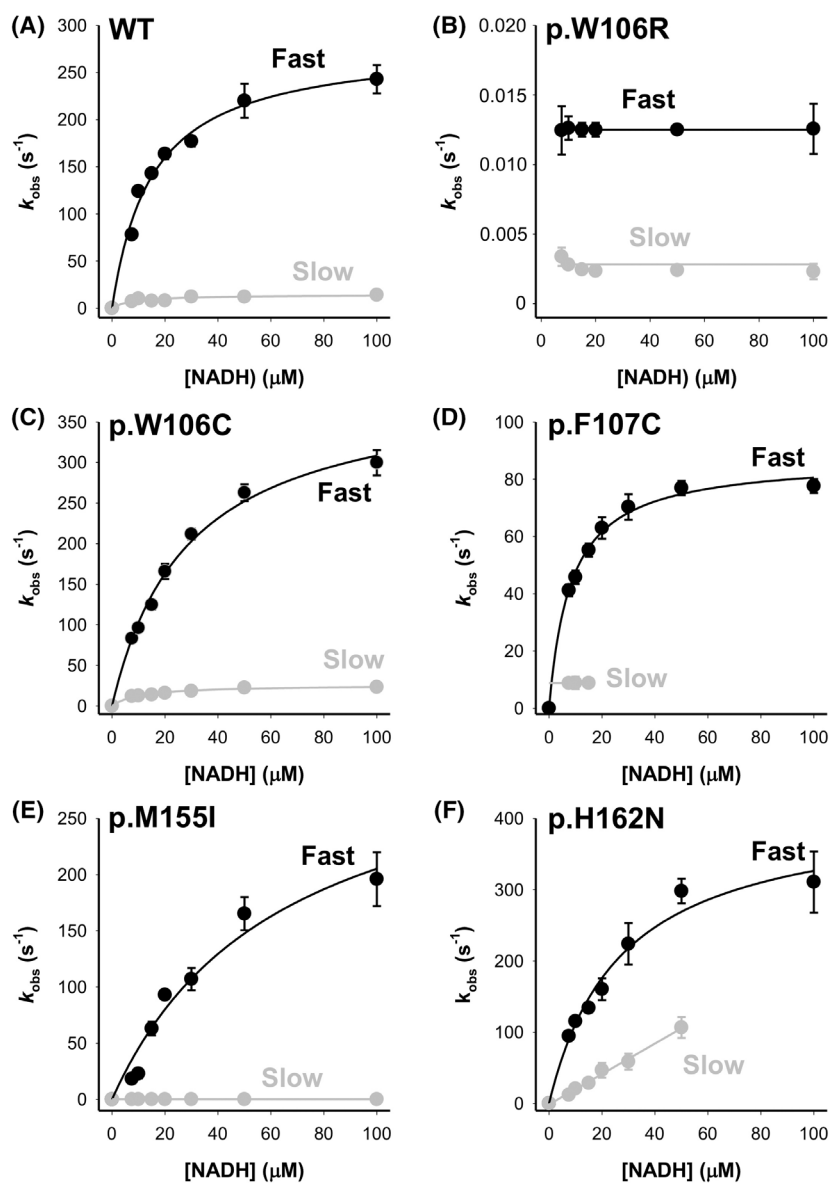 (A) WT
300
250
200
150
100
50
0
Fast
Slow
kobs (s-1)
0 20 40 60 80 100
[NADH) (μM)
(B) p.W106R
0.020
0.015
0.010
0.005
0
Fast
Slow
kobs (s-1)
0 20 40 60 80 100
[NADH) (μM)
(C) p.W106C
350
300
250
200
150
100
50
0
Fast
Slow
kobs (s-1)
0 20 40 60 80 100
[NADH] (μM)
(D) p.F107C
100
80
60
40
20
0
Fast
Slow
kobs (s-1)
0 20 40 60 80 100
[NADH] (μM)
(E) p.M155I
250
200
150
100
50
0
Fast
Slow
kobs (s-1)
0 20 40 60 80 100
[NADH] (μM)
(F) p.H162N
400
300
200
100
0
Fast
Slow
kobs (s-1)
0 20 40 60 80 100
[NADH] (μM)